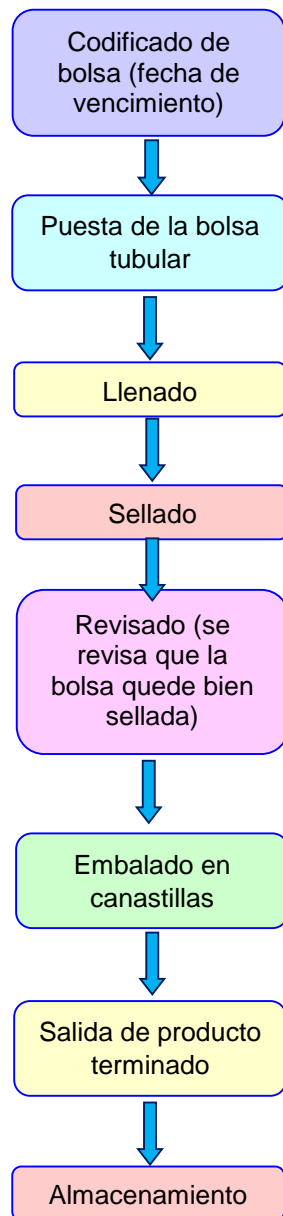 Codificado de
bolsa (fecha de
vencimiento)
Puesta de la bolsa
tubular
Llenado
Sellado
Revisado (se
revisa que la
bolsa quede bien
sellada)
Embalado en
canastillas
Salida de producto
terminado
Almacenamiento